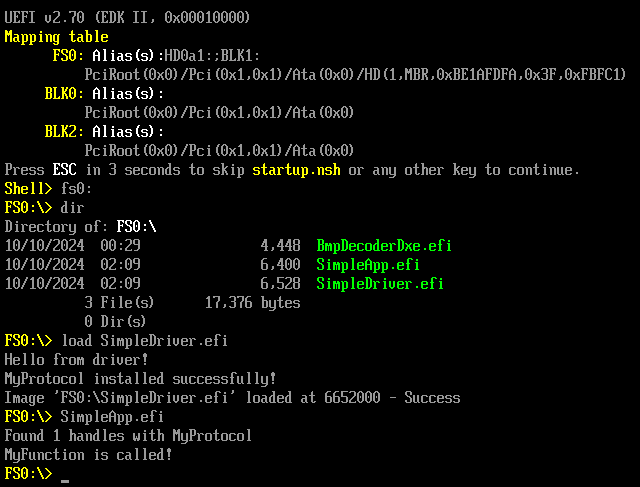 UEFI v2.70 (EDK II, 0x00010000)
Mapping table
FS0: Alias(s):HD0a1:;BLK1:
PciRoot(0x0)/Pci(0x1,0x1)/Ata(0x0)/HD(1,MBR,0xBE1AFDFA,0x3F,0xFBFC1)
BLK0: Alias(s):
PciRoot(0x0)/Pci(0x1,0x1)/Ata(0x0)
BLK2: Alias(s):
PciRoot(0x0)/Pci(0x1,0x1)/Ata(0x0)
Press ESC in 3 seconds to skip startup.nsh or any other key to continue.
Shell> fs0:
FS0:\> dir
Directory of: FS0:\
10/10/2024  00:29               4,448  BmpDecoderDxe.efi
10/10/2024  02:09               6,400  SimpleApp.efi
10/10/2024  02:09               6,528  SimpleDriver.efi
3 File(s)      17,376 bytes
0 Dir(s)
FS0:\> load SimpleDriver.efi
Hello from driver!
MyProtocol installed successfully!
Image 'FS0:\SimpleDriver.efi' loaded at 6652000 - Success
FS0:\> SimpleApp.efi
Found 1 handles with MyProtocol
MyFunction is called!
FS0:\> _